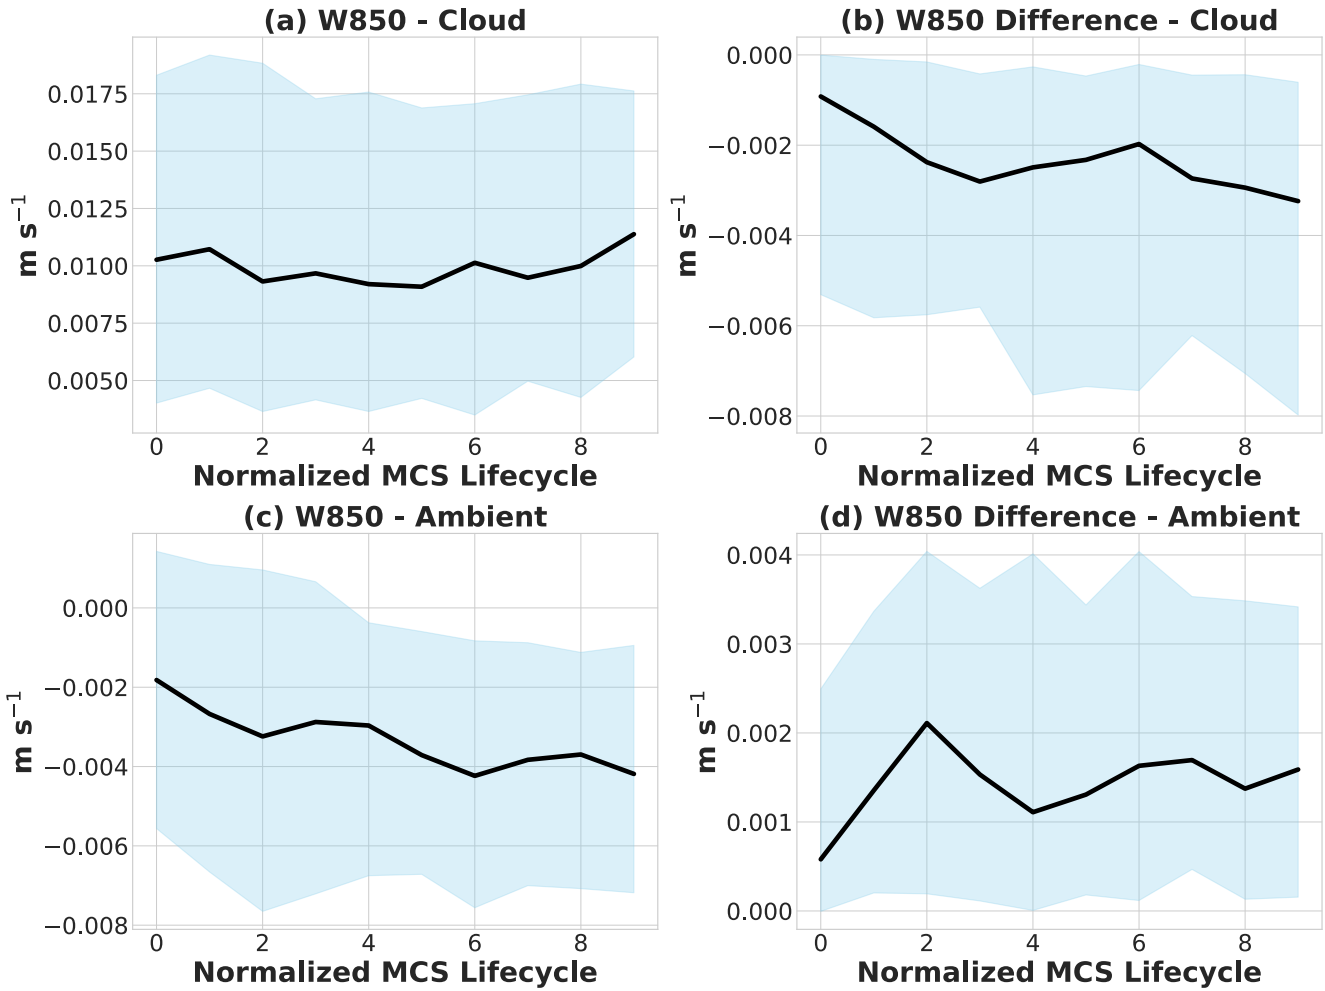 (a) W850 - Cloud
0.0175
0.0150
0.0125
0.0100
0.0075
0.0050
m s⁻¹
0 2 4 6 8
Normalized MCS Lifecycle
(b) W850 Difference - Cloud
0.000
−0.002
−0.004
−0.006
−0.008
m s⁻¹
0 2 4 6 8
Normalized MCS Lifecycle
(c) W850 - Ambient
0.000
−0.002
−0.004
−0.006
−0.008
m s⁻¹
0 2 4 6 8
Normalized MCS Lifecycle
(d) W850 Difference - Ambient
0.004
0.003
0.002
0.001
0.000
m s⁻¹
0 2 4 6 8
Normalized MCS Lifecycle